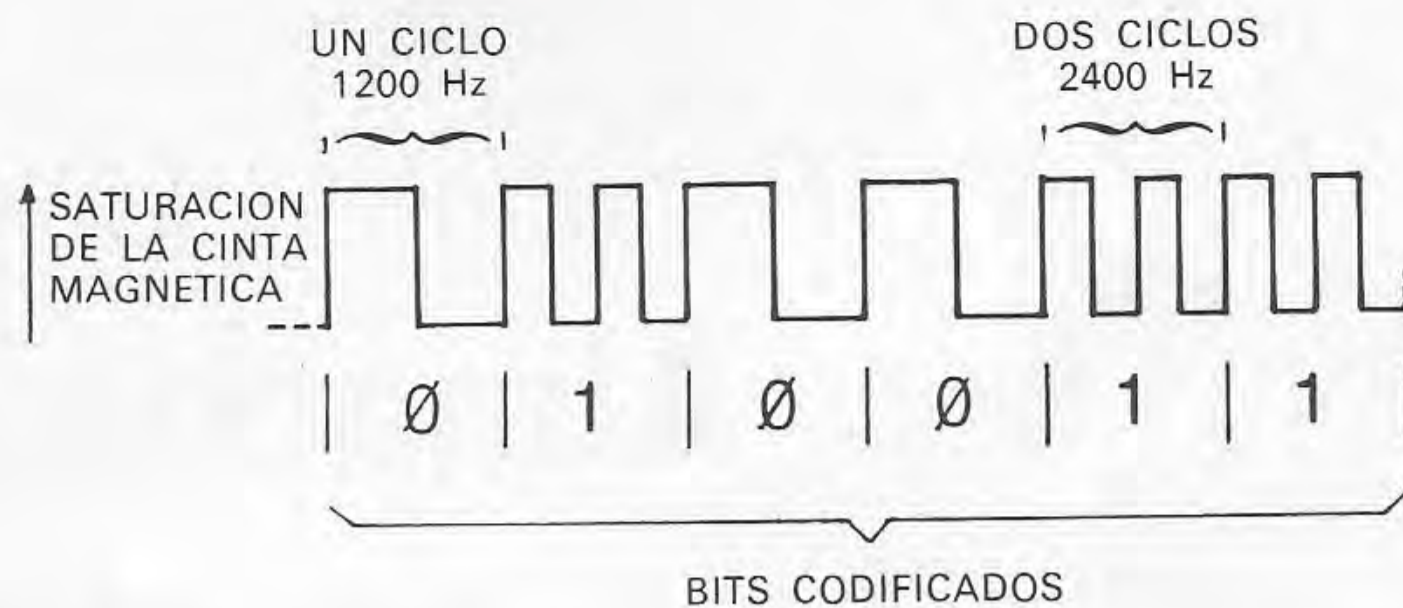 UN CICLO
1200 Hz
DOS CICLOS
2400 Hz
SATURACION
DE LA CINTA
MAGNETICA
Ø 1 Ø Ø 1 1
BITS CODIFICADOS